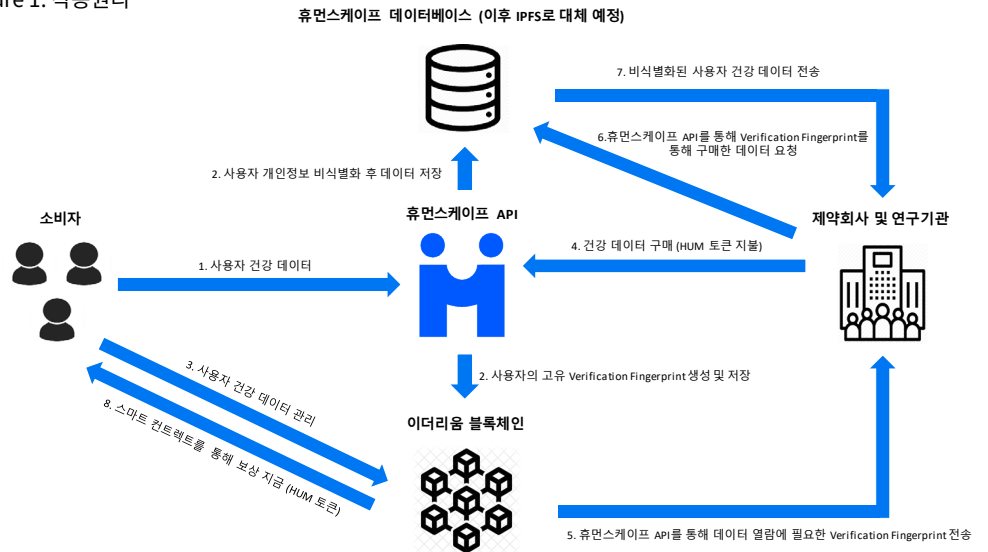 ure 1. 작동원리
휴먼스케이프 데이터베이스 (이후 IPFS로 대체 예정)
7. 비식별화된 사용자 건강 데이터 전송
6.휴먼스케이프 API를 통해 Verification Fingerprint를
통해 구매한 데이터 요청
2. 사용자 개인정보 비식별화 후 데이터 저장
소비자
휴먼스케이프 API
제약회사 및 연구기관
4. 건강 데이터 구매 (HUM 토큰 지불)
1. 사용자 건강 데이터
2. 사용자의 고유 Verification Fingerprint 생성 및 저장
3. 사용자 건강 데이터 관리
8. 스마트 컨트렉트를 통해 보상 지금 (HUM 토큰)
이더리움 블록체인
5. 휴먼스케이프 API를 통해 데이터 열람에 필요한 Verification Fingerprint 전송